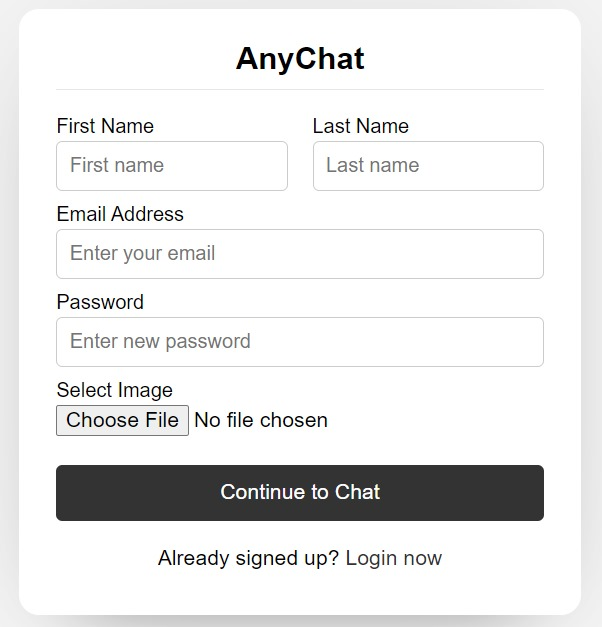 AnyChat
First Name Last Name
First name Last name
Email Address
Enter your email
Password
Enter new password
Select Image
Choose File No file chosen
Continue to Chat
Already signed up? Login now